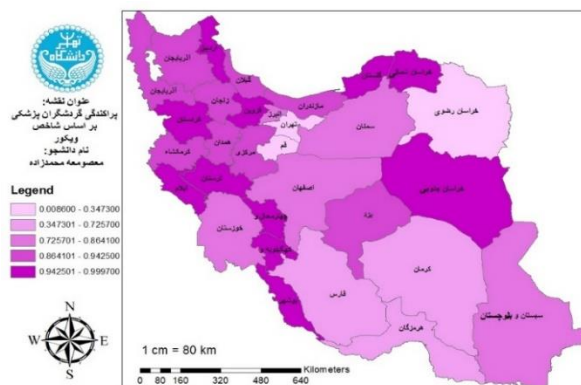 دانشگاه تهران
عنوان نقشه:
پراکندگی گردشگران پزشکی
بر اساس شاخص
ویکور
نام دانشجو:
معصومعه محمدزاده
Legend
0.008600 - 0.347300
0.347301 - 0.725700
0.725701 - 0.864100
0.864101 - 0.942500
0.942501 - 0.999700
N
W
E
S
آذربایجان
اردبیل
آذربایجان
گیلان
زنجان
کردستان
قزوین
البرز
مازندران
گلستان
خراسان شمالی
خراسان رضوی
تهران
سمنان
قم
همدان
مرکزی
کرمانشاه
لرستان
ایلام
اصفهان
خراسان جنوبی
خوزستان
یزد
فارس
کرمان
هرمزگان
سیستان و بلوچستان
بوشهر
1 cm = 80 km
Kilometers
0 80 160 320 480 640